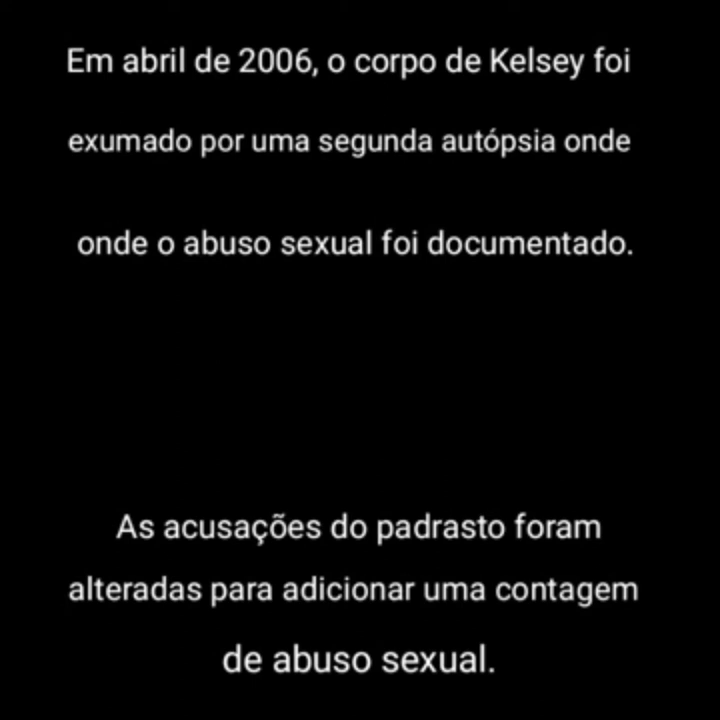 Em abril de 2006, o corpo de Kelsey foi
exumado por uma segunda autópsia onde
onde o abuso sexual foi documentado.
As acusações do padrasto foram
alteradas para adicionar uma contagem
de abuso sexual.